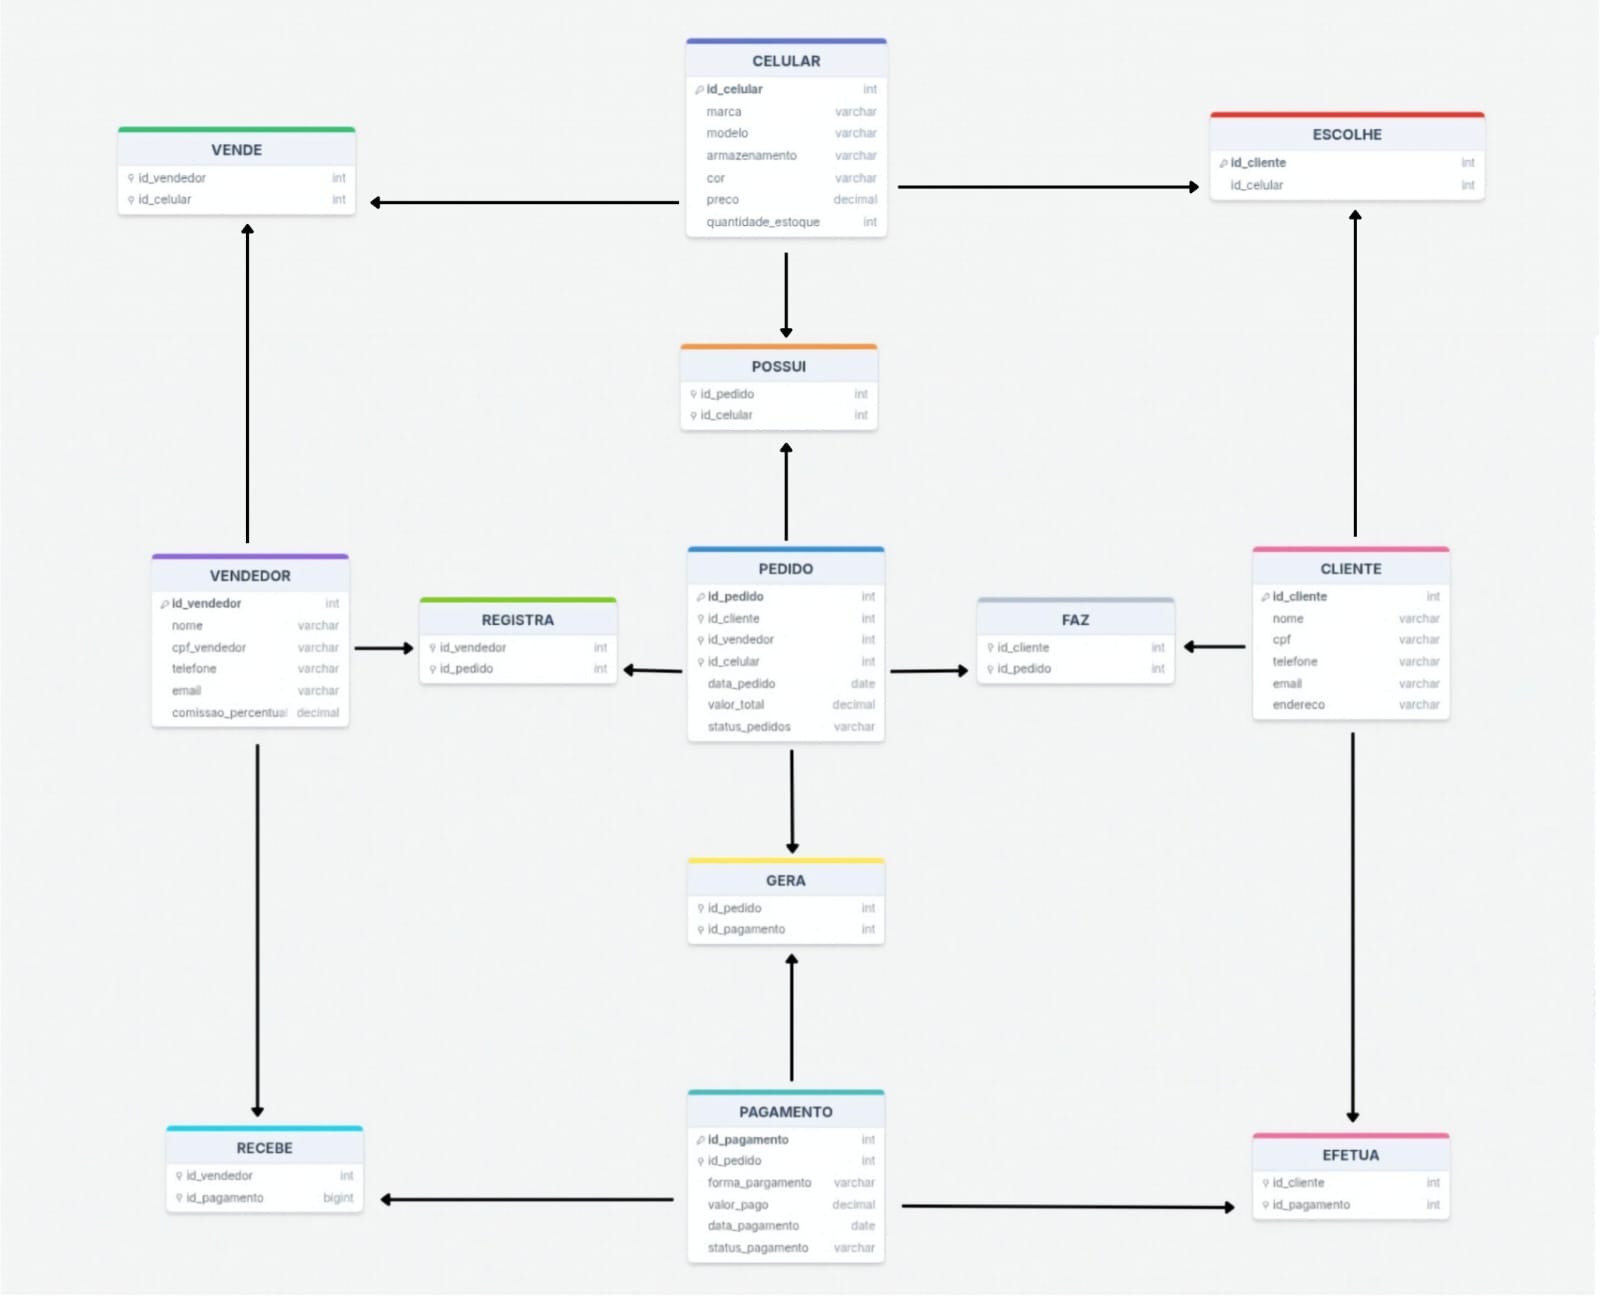 CELULAR
id_celular int
marca varchar
modelo varchar
armazenamento varchar
cor varchar
preco decimal
quantidade_estoque int
VENDE
id_vendedor int
id_celular int
ESCOLHE
id_cliente int
id_celular int
POSSUI
id_pedido int
id_celular int
VENDEDOR
id_vendedor int
nome varchar
cpf_vendedor varchar
telefone varchar
email varchar
comissao_percentual decimal
REGISTRA
id_vendedor int
id_pedido int
PEDIDO
id_pedido int
id_cliente int
id_vendedor int
id_celular int
data_pedido date
valor_total decimal
status_pedidos varchar
FAZ
id_cliente int
id_pedido int
CLIENTE
id_cliente int
nome varchar
cpf varchar
telefone varchar
email varchar
endereco varchar
GERA
id_pedido int
id_pagamento int
RECEBE
id_vendedor int
id_pagamento bigint
PAGAMENTO
id_pagamento int
id_pedido int
forma_pargamento varchar
valor_pago decimal
data_pagamento date
status_pagamento varchar
EFETUA
id_cliente int
id_pagamento int